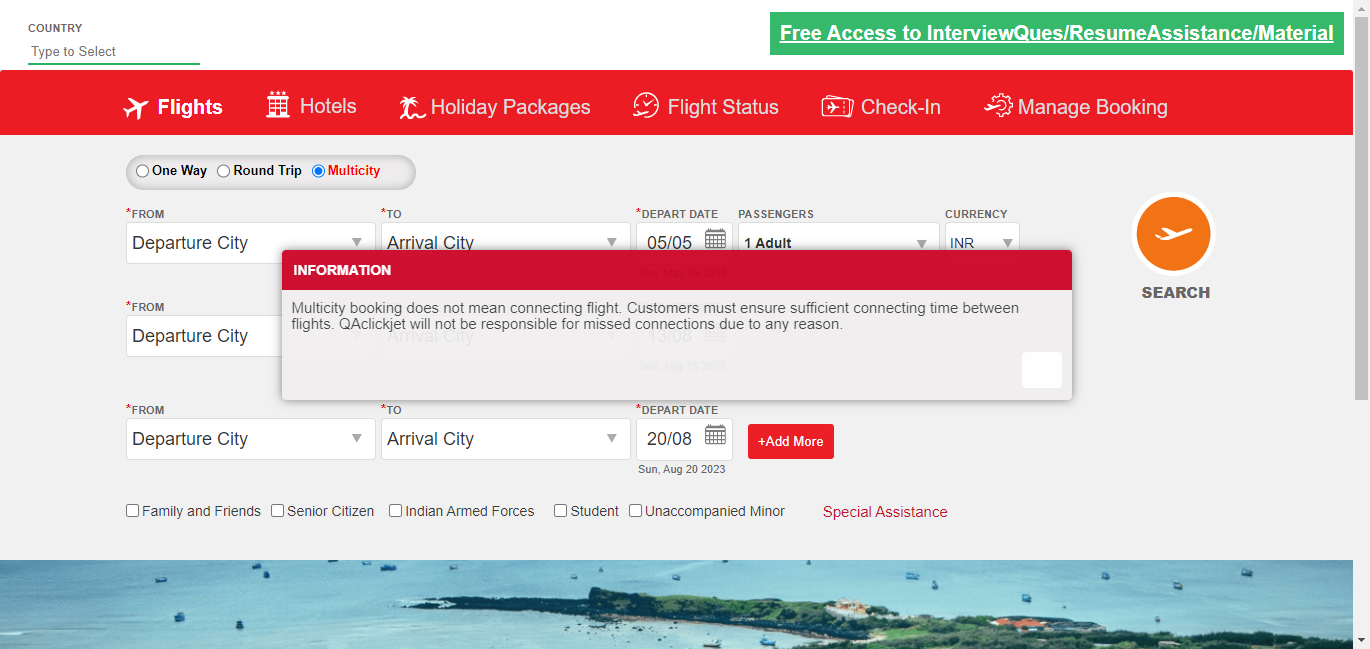 COUNTRY
Type to Select
Free Access to InterviewQues/ResumeAssistance/Material
Flights Hotels Holiday Packages Flight Status Check-In Manage Booking
One Way Round Trip Multicity
*FROM *TO *DEPART DATE PASSENGERS CURRENCY
Departure City Arrival City 05/05 1 Adult INR
Sun, May 05 2019
SEARCH
INFORMATION
Multicity booking does not mean connecting flight. Customers must ensure sufficient connecting time between
flights. QAclickjet will not be responsible for missed connections due to any reason.
*FROM
Departure City Arrival City 13/08
Sun, Aug 13 2023
*FROM *TO *DEPART DATE
Departure City Arrival City 20/08 +Add More
Sun, Aug 20 2023
Family and Friends Senior Citizen Indian Armed Forces Student Unaccompanied Minor Special Assistance